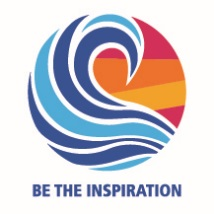 BE THE INSPIRATION